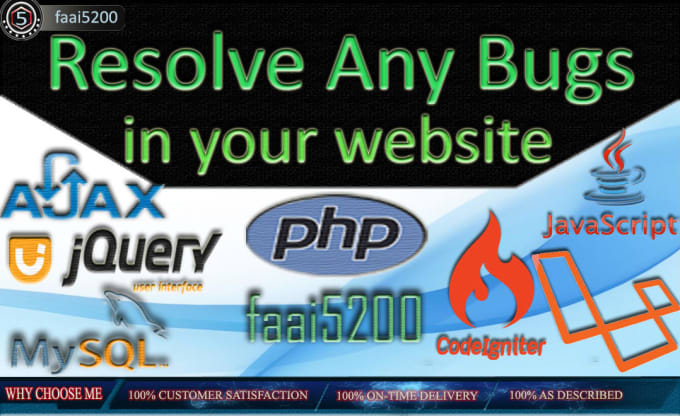 5 faai5200
Resolve Any Bugs
in your website
AJAX
JavaScript
php
jQuery
user interface
faai5200
MySQL
CodeIgniter
WHY CHOOSE ME 100% CUSTOMER SATISFACTION 100% ON-TIME DELIVERY 100% AS DESCRIBED